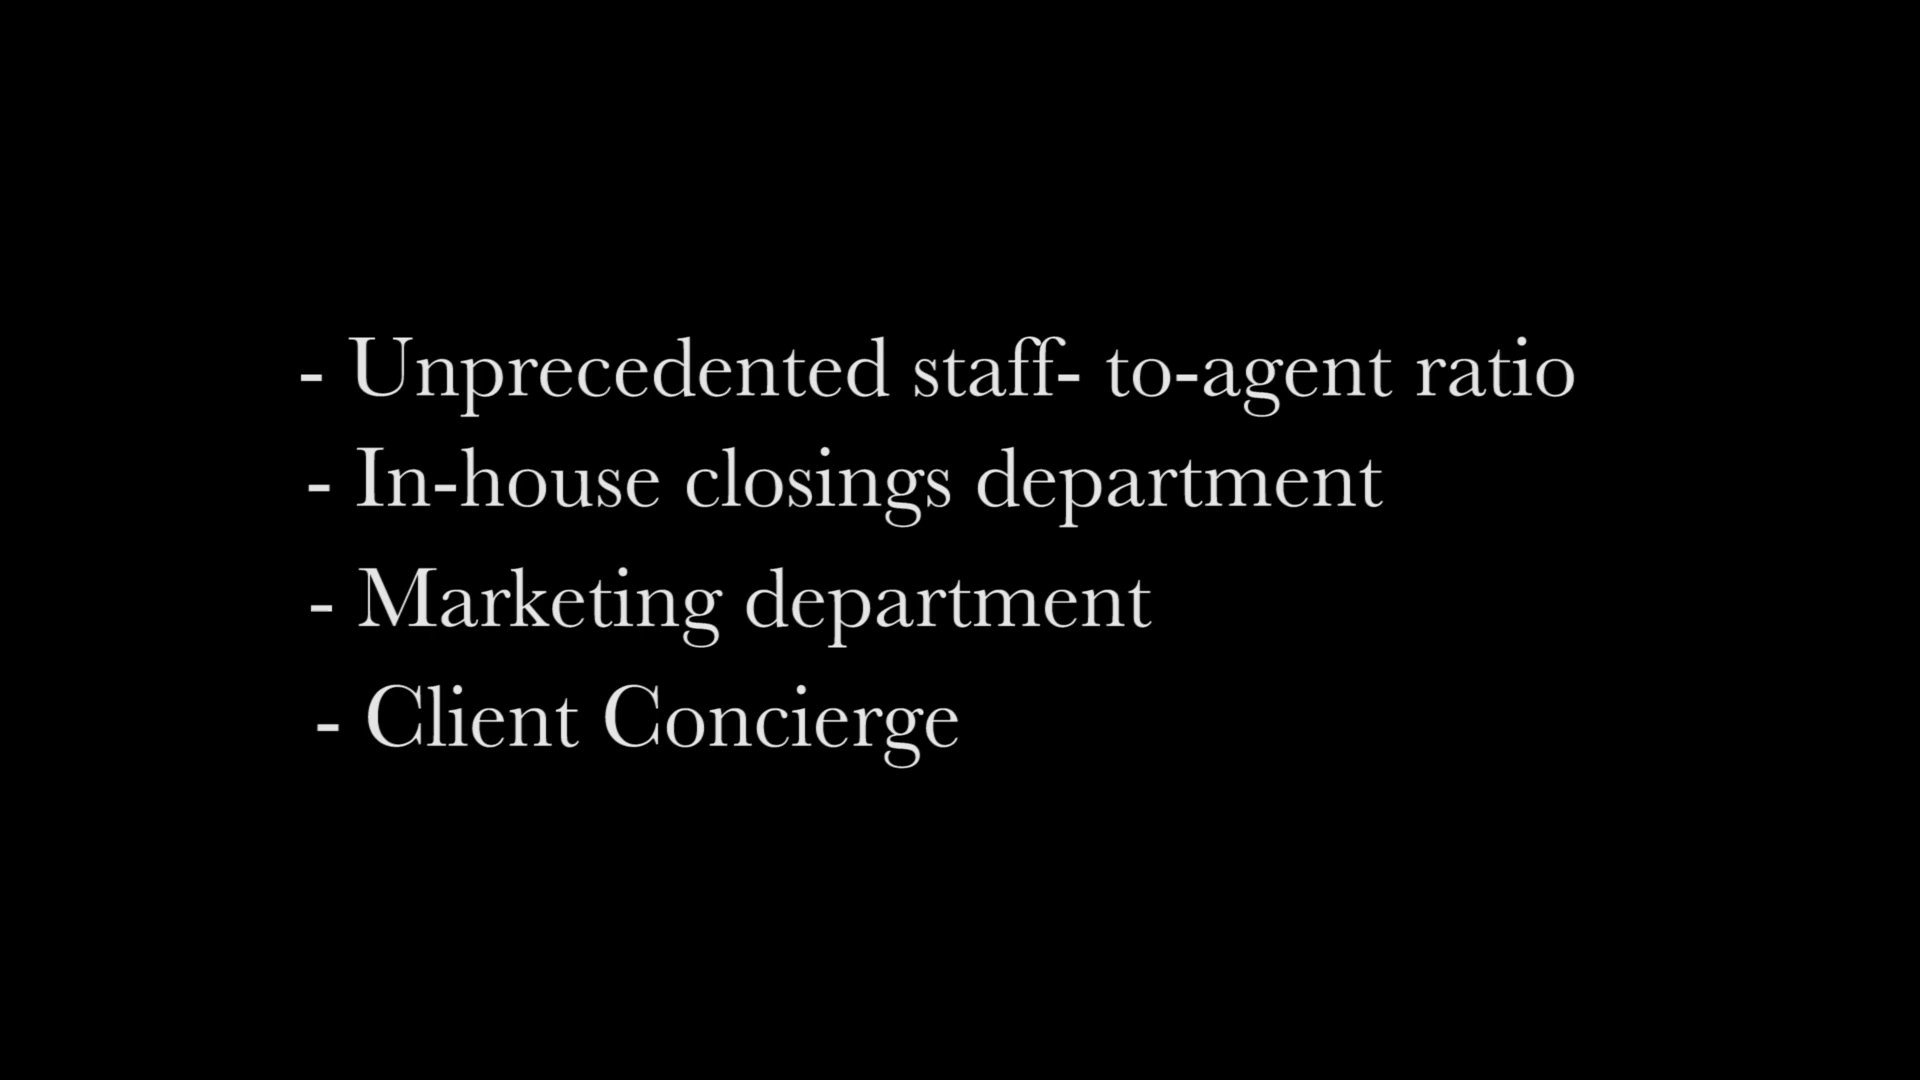 - Unprecedented staff- to-agent ratio
- In-house closings department
- Marketing department
- Client Concierge